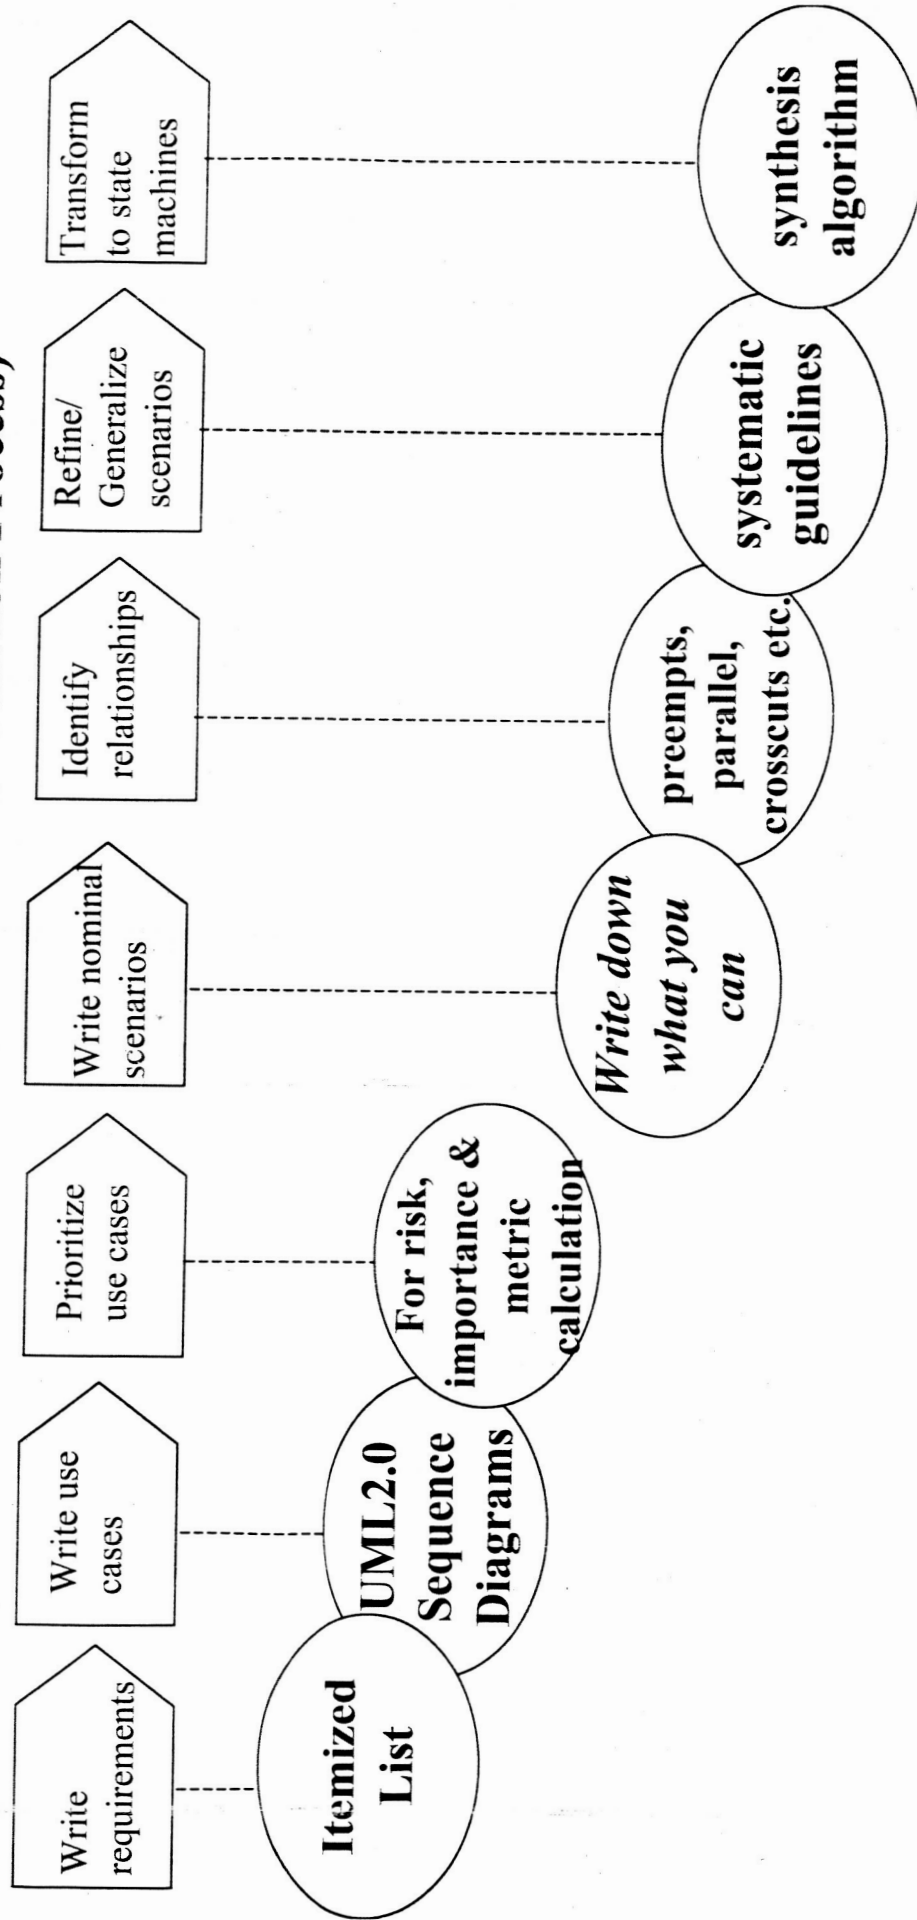 Write
requirements
Write use
cases
Prioritize
use cases
Write nominal
scenarios
Identify
relationships
Refine/
Generalize
scenarios
Transform
to state
machines
Itemized
List
UML2.0
Sequence
Diagrams
For risk,
importance &
metric
calculation
Write down
what you
can
preempts,
parallel,
crosscuts etc.
systematic
guidelines
synthesis
algorithm